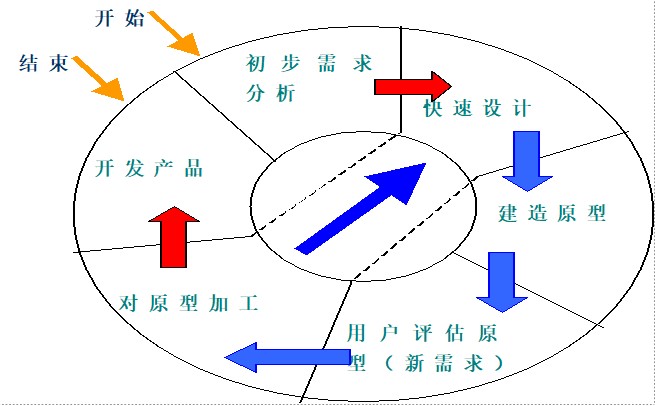 开始
结束
初步需求
分析
快速设计
开发产品
建造原型
对原型加工
用户评估原
型（新需求）